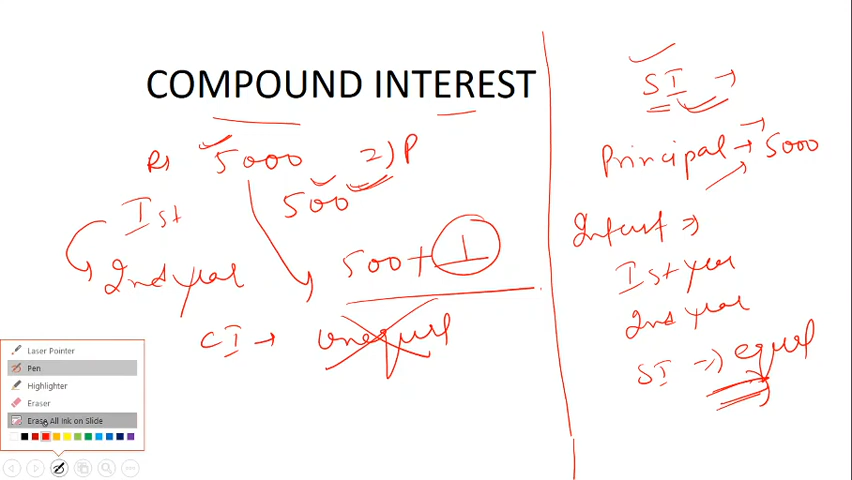 COMPOUND INTEREST
Rs 5000 => P
500
Ist
2nd year
500 + I
CI → unequal
SI →
Principal → 5000
Interest =>
Ist year
2nd year
SI => equal
Laser Pointer
Pen
Highlighter
Eraser
Erase All Ink on Slide